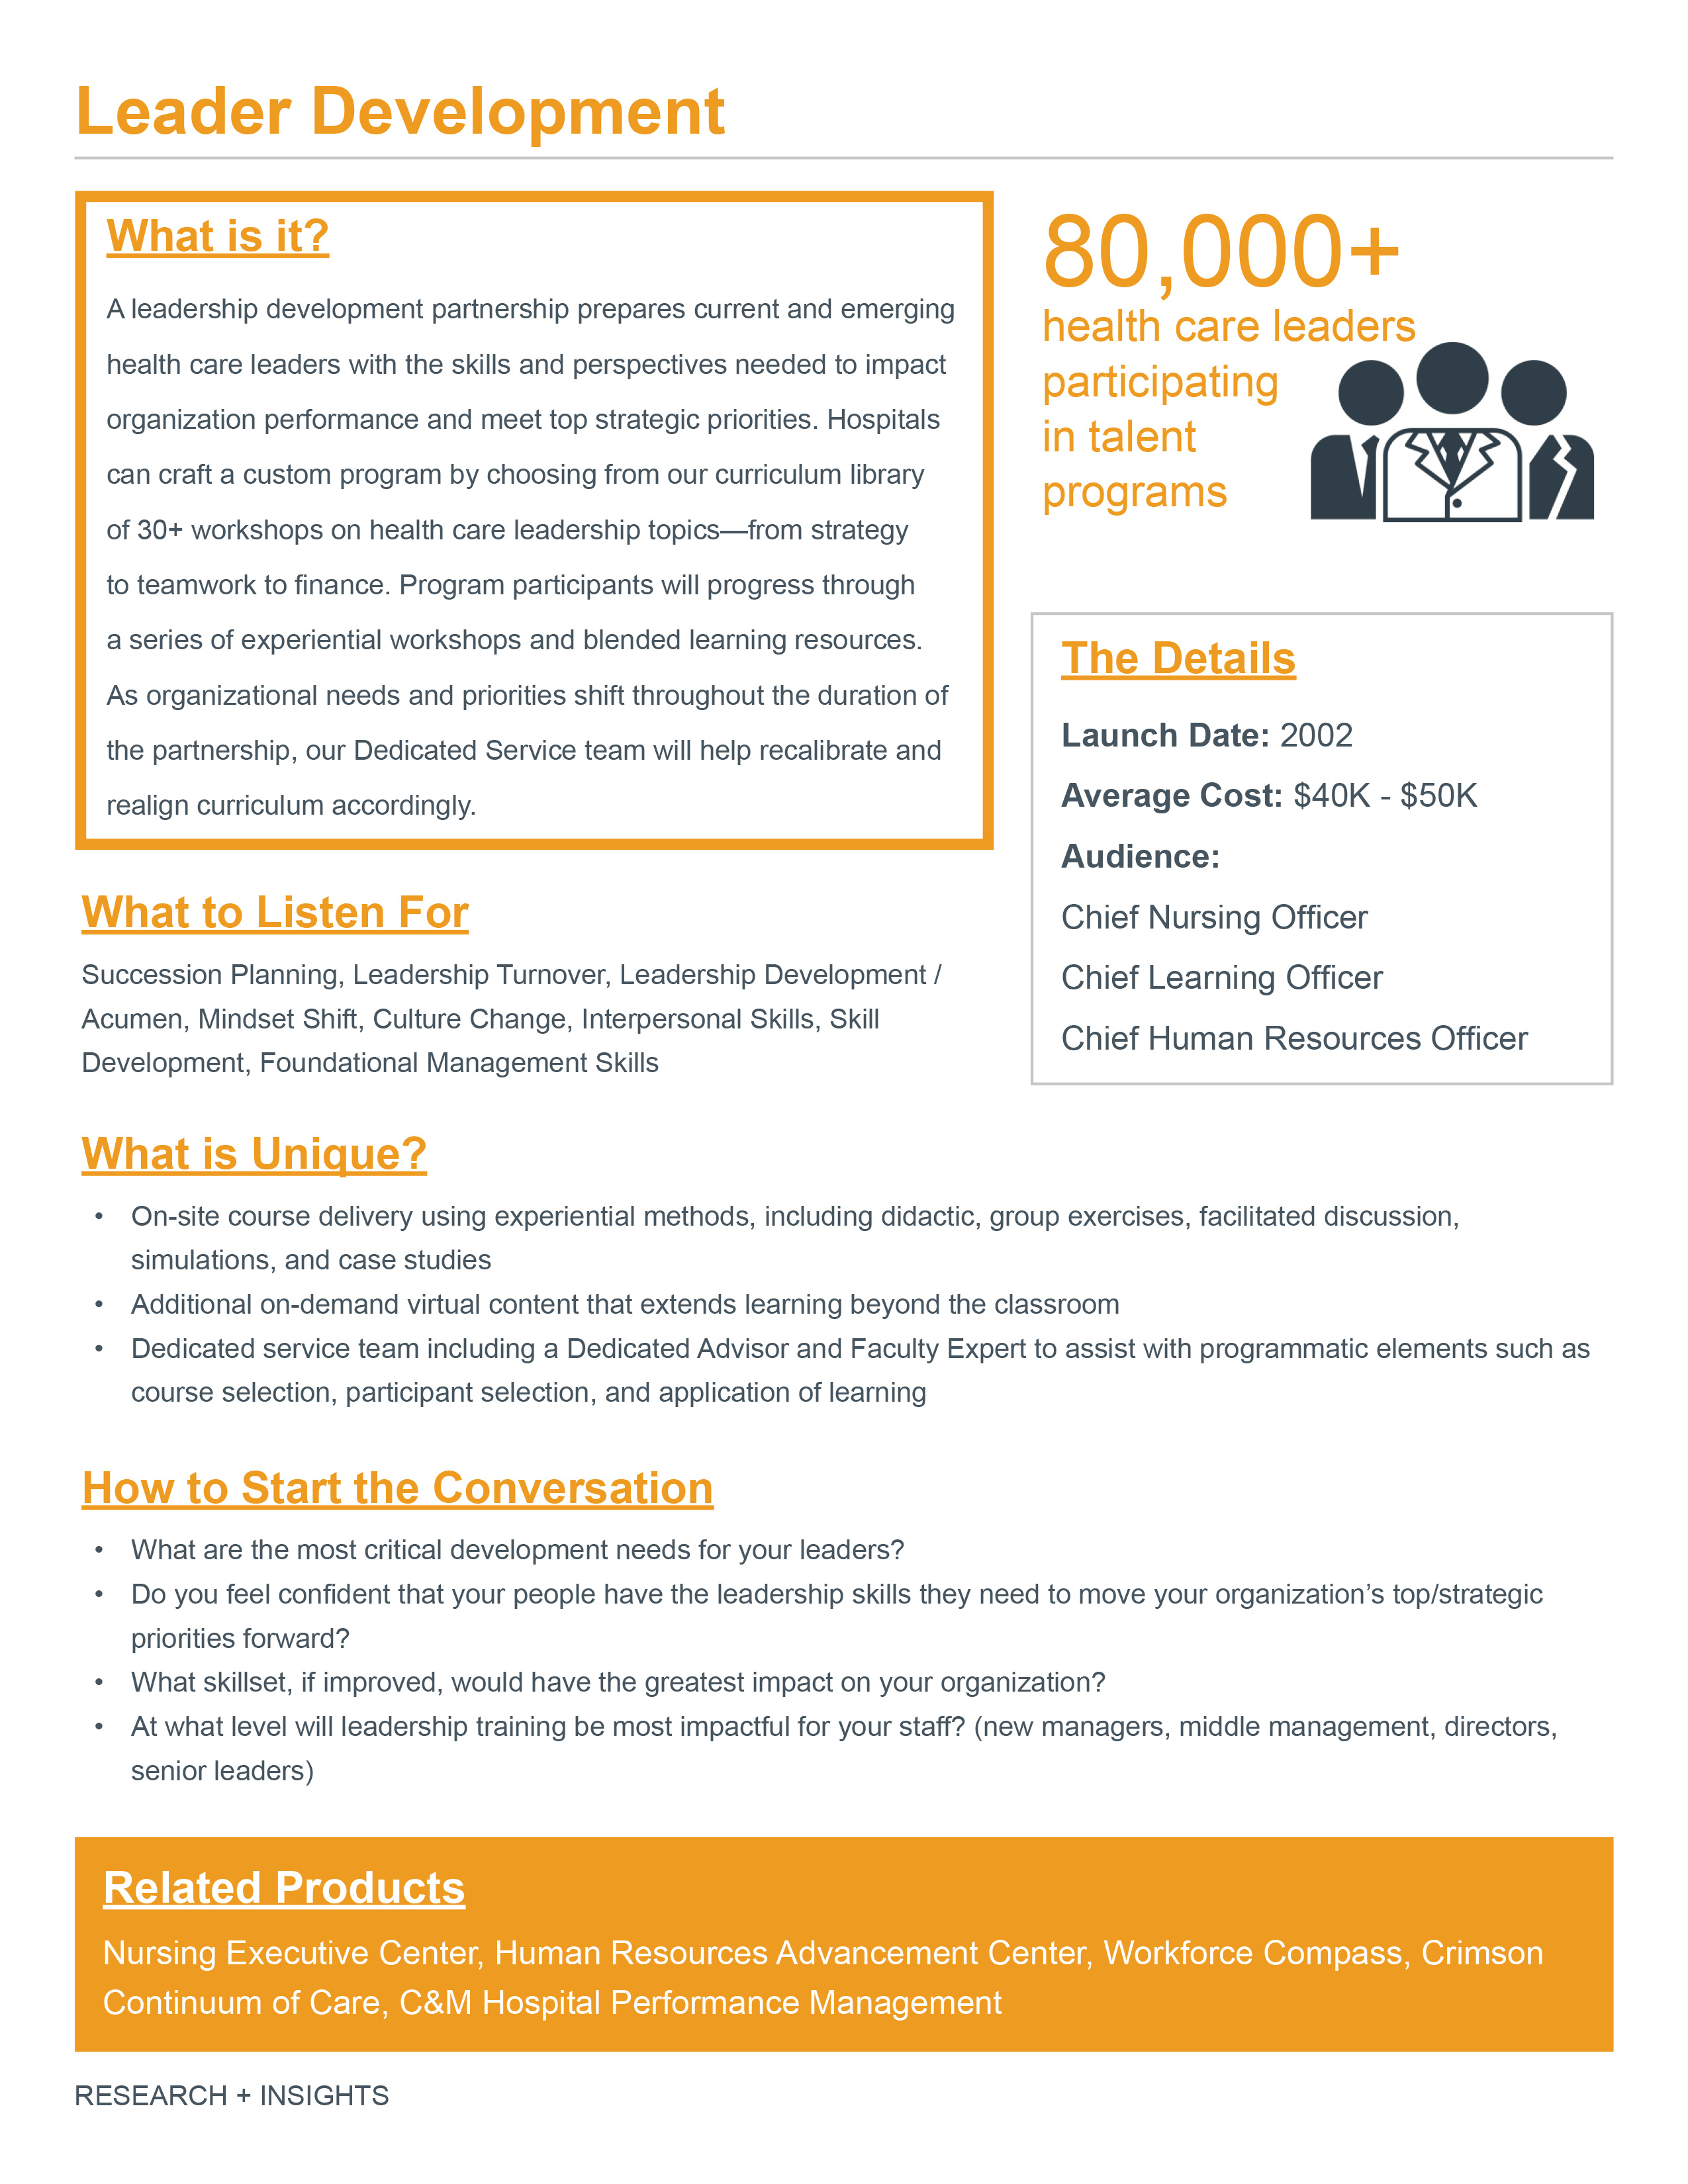 Leader Development
What is it?
A leadership development partnership prepares current and emerging
health care leaders with the skills and perspectives needed to impact
organization performance and meet top strategic priorities. Hospitals
can craft a custom program by choosing from our curriculum library
of 30+ workshops on health care leadership topics—from strategy
to teamwork to finance. Program participants will progress through
a series of experiential workshops and blended learning resources.
As organizational needs and priorities shift throughout the duration of
the partnership, our Dedicated Service team will help recalibrate and
realign curriculum accordingly.
80,000+
health care leaders
participating
in talent
programs
The Details
Launch Date: 2002
Average Cost: $40K - $50K
Audience:
Chief Nursing Officer
Chief Learning Officer
Chief Human Resources Officer
What to Listen For
Succession Planning, Leadership Turnover, Leadership Development /
Acumen, Mindset Shift, Culture Change, Interpersonal Skills, Skill
Development, Foundational Management Skills
What is Unique?
• On-site course delivery using experiential methods, including didactic, group exercises, facilitated discussion,
simulations, and case studies
• Additional on-demand virtual content that extends learning beyond the classroom
• Dedicated service team including a Dedicated Advisor and Faculty Expert to assist with programmatic elements such as
course selection, participant selection, and application of learning
How to Start the Conversation
• What are the most critical development needs for your leaders?
• Do you feel confident that your people have the leadership skills they need to move your organization’s top/strategic
priorities forward?
• What skillset, if improved, would have the greatest impact on your organization?
• At what level will leadership training be most impactful for your staff? (new managers, middle management, directors,
senior leaders)
Related Products
Nursing Executive Center, Human Resources Advancement Center, Workforce Compass, Crimson
Continuum of Care, C&M Hospital Performance Management
RESEARCH + INSIGHTS